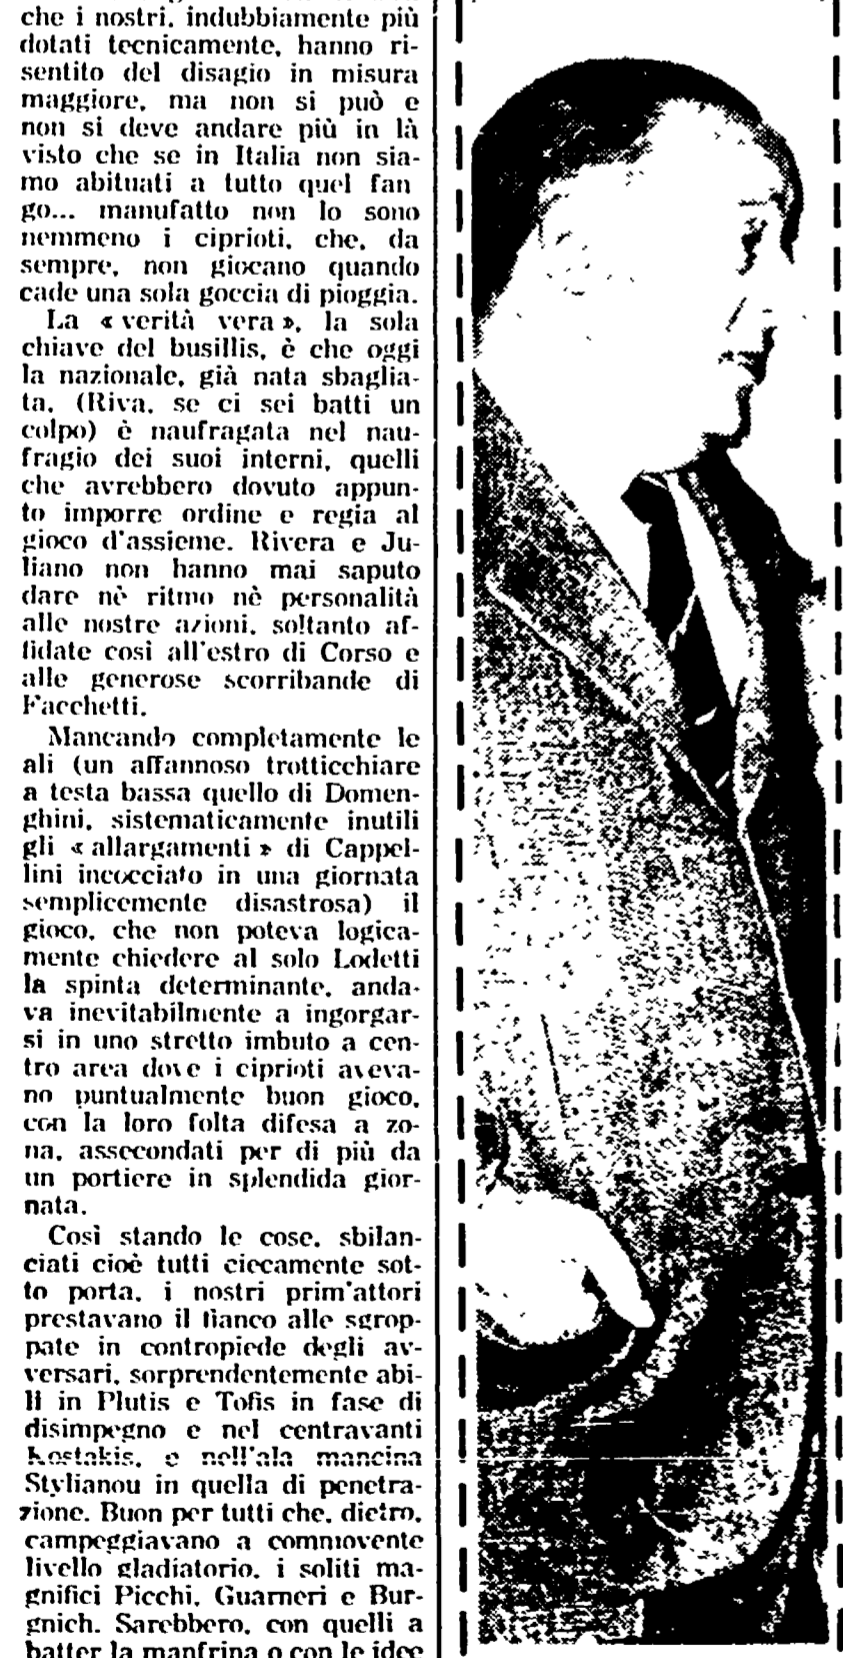 che i nostri, indubbiamente più
dotati tecnicamente, hanno ri-
sentito del disagio in misura
maggiore, ma non si può e
non si deve andare più in là
visto che se in Italia non sia-
mo abituati a tutto quel fan
go... manufatto non lo sono
nemmeno i ciprioti, che, da
sempre, non giocano quando
cade una sola goccia di pioggia.
La « verità vera », la sola
chiave del busillis, è che oggi
la nazionale, già nata sbaglia-
ta, (Riva, se ci sei batti un
colpo) è naufragata nel nau-
fragio dei suoi interni, quelli
che avrebbero dovuto appun-
to imporre ordine e regia al
gioco d'assieme. Rivera e Ju-
liano non hanno mai saputo
dare nè ritmo nè personalità
alle nostre azioni, soltanto af-
fidate così all'estro di Corso e
alle generose scorribande di
Facchetti.
Mancando completamente le
ali (un affannoso trotticchiare
a testa bassa quello di Domen-
ghini, sistematicamente inutili
gli « allargamenti » di Cappel-
lini incocciato in una giornata
semplicemente disastrosa) il
gioco, che non poteva logica-
mente chiedere al solo Lodetti
la spinta determinante, anda-
va inevitabilmente a ingorgar-
si in uno stretto imbuto a cen-
tro area dove i ciprioti aveva-
no puntualmente buon gioco,
con la loro folta difesa a zo-
na, assecondati per di più da
un portiere in splendida gior-
nata.
Così stando le cose, sbilan-
ciati cioè tutti ciecamente sot-
to porta, i nostri prim'attori
prestavano il fianco alle sgrop-
pate in contropiede degli av-
versari, sorprendentemente abi-
li in Plutis e Tofis in fase di
disimpegno e nel centravanti
Kostakis, e nell'ala mancina
Stylianou in quella di penetra-
zione. Buon per tutti che, dietro,
campeggiavano a commovente
livello gladiatorio, i soliti ma-
gnifici Picchi, Guarneri e Bur-
gnich. Sarebbero, con quelli a
batter la manfrina o con le idee